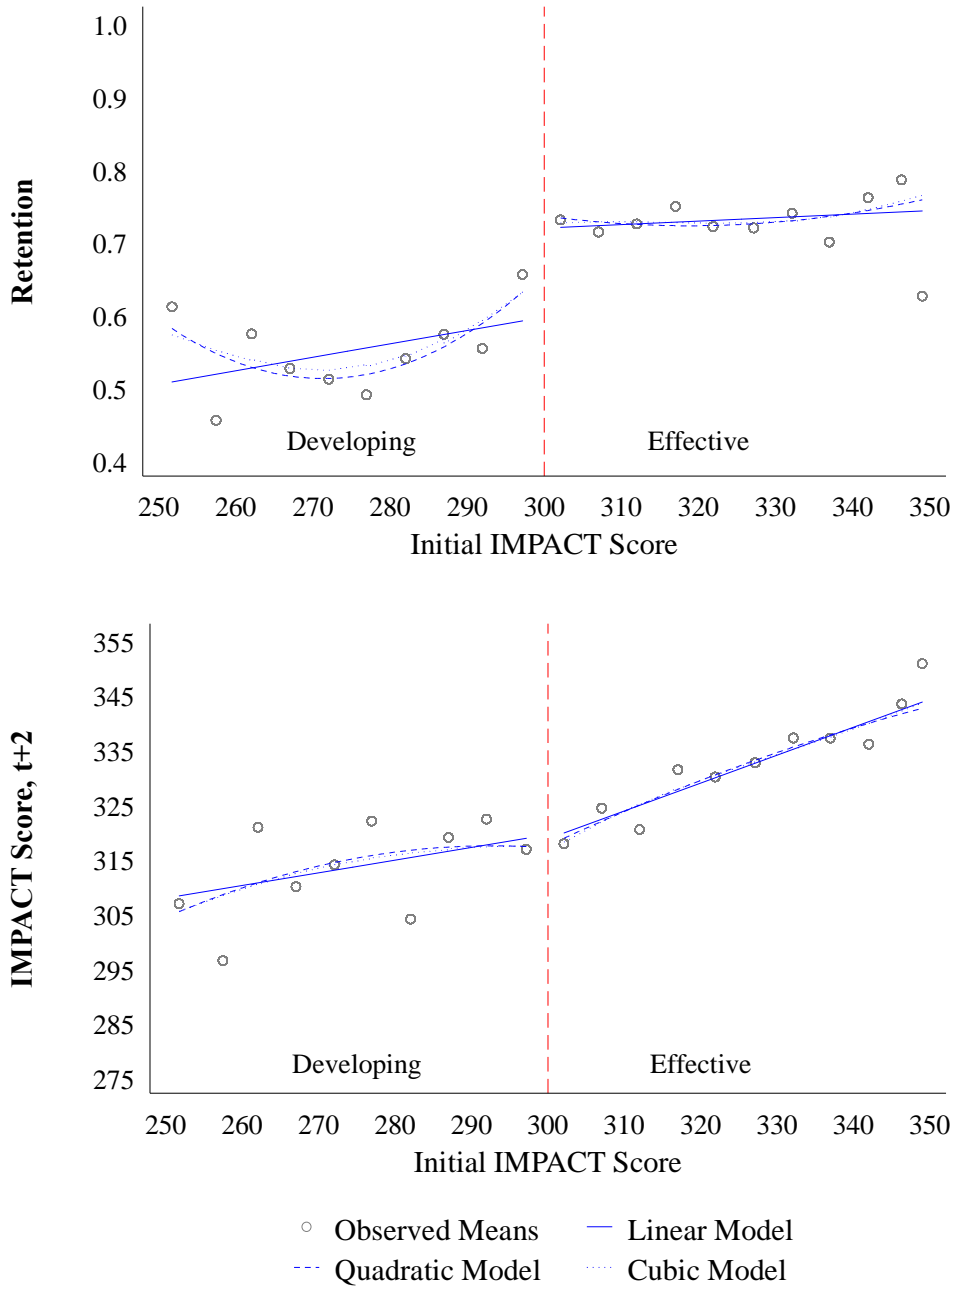 1.0
0.9
0.8
0.7
0.6
0.5
0.4
Retention
Developing
Effective
250 260 270 280 290 300 310 320 330 340 350
Initial IMPACT Score
355
345
335
325
315
305
295
285
275
IMPACT Score, t+2
Developing
Effective
250 260 270 280 290 300 310 320 330 340 350
Initial IMPACT Score
Observed Means
Linear Model
Quadratic Model
Cubic Model